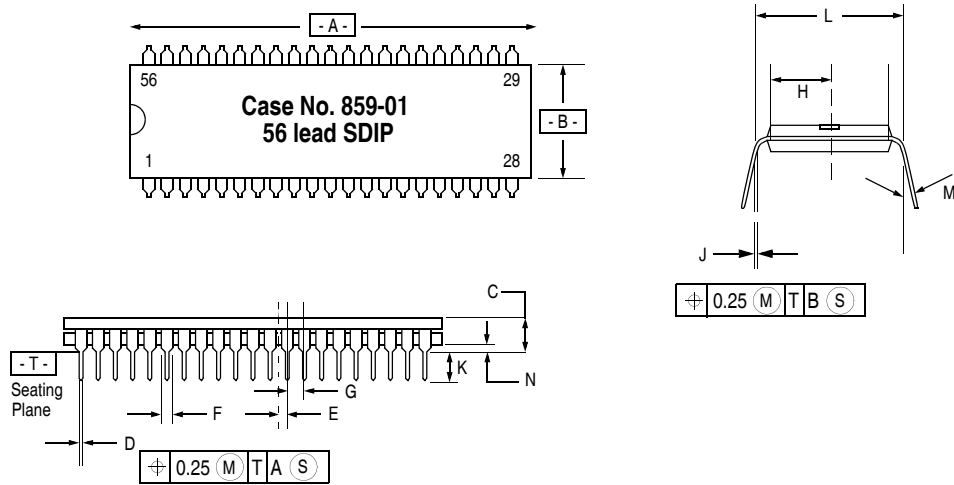 - A -
56
29
Case No. 859-01
56 lead SDIP
1
28
- B -
L
H
M
J
⌖ 0.25 Ⓜ T B Ⓢ
C
- T -
Seating
Plane
K
N
G
F
E
D
⌖ 0.25 Ⓜ T A Ⓢ